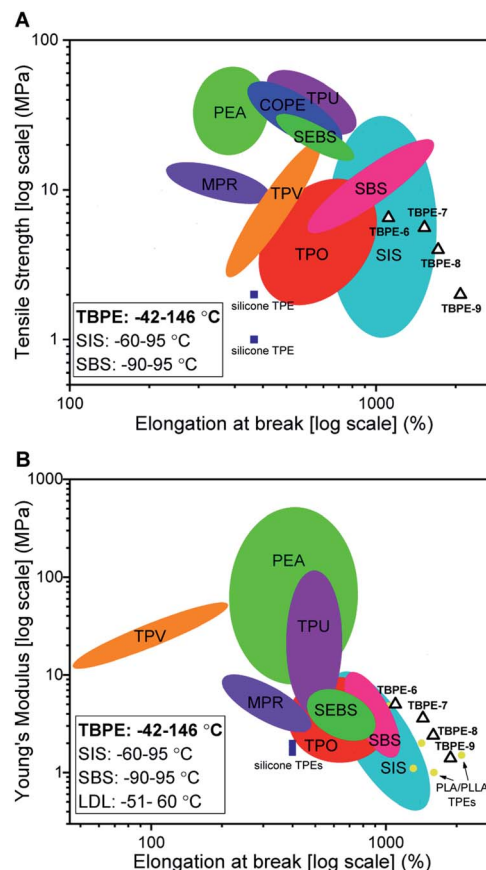 A
100
10
1
100
1000
Tensile Strength [log scale] (MPa)
Elongation at break [log scale] (%)
PEA
COPE
TPU
SEBS
MPR
TPV
SBS
TPO
SIS
TBPE-6
TBPE-7
TBPE-8
TBPE-9
silicone TPE
silicone TPE
TBPE: -42-146 °C
SIS: -60-95 °C
SBS: -90-95 °C
B
1000
100
10
1
100
1000
Young's Modulus [log scale] (MPa)
Elongation at break [log scale] (%)
PEA
TPV
TPU
MPR
SEBS
TPO
SBS
SIS
TBPE-6
TBPE-7
TBPE-8
TBPE-9
silicone TPEs
PLA/PLLA
TPEs
TBPE: -42-146 °C
SIS: -60-95 °C
SBS: -90-95 °C
LDL: -51- 60 °C